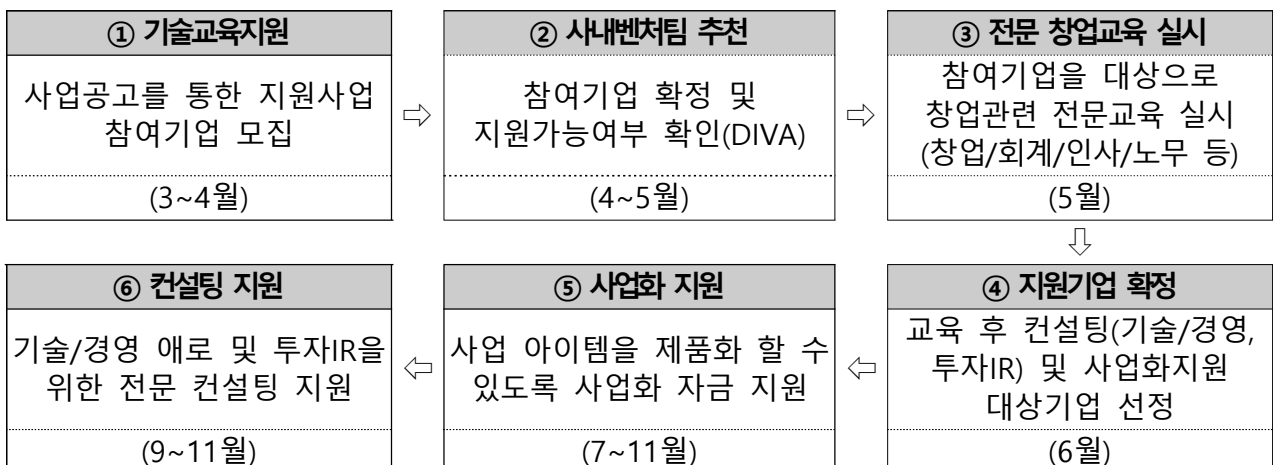 ① 기술교육지원
사업공고를 통한 지원사업
참여기업 모집
(3~4월)
⇨
② 사내벤처팀 추천
참여기업 확정 및
지원가능여부 확인(DIVA)
(4~5월)
⇨
③ 전문 창업교육 실시
참여기업을 대상으로
창업관련 전문교육 실시
(창업/회계/인사/노무 등)
(5월)
⇩
④ 지원기업 확정
교육 후 컨설팅(기술/경영,
투자IR) 및 사업화지원
대상기업 선정
(6월)
⇦
⑤ 사업화 지원
사업 아이템을 제품화 할 수
있도록 사업화 자금 지원
(7~11월)
⇦
⑥ 컨설팅 지원
기술/경영 애로 및 투자IR을
위한 전문 컨설팅 지원
(9~11월)